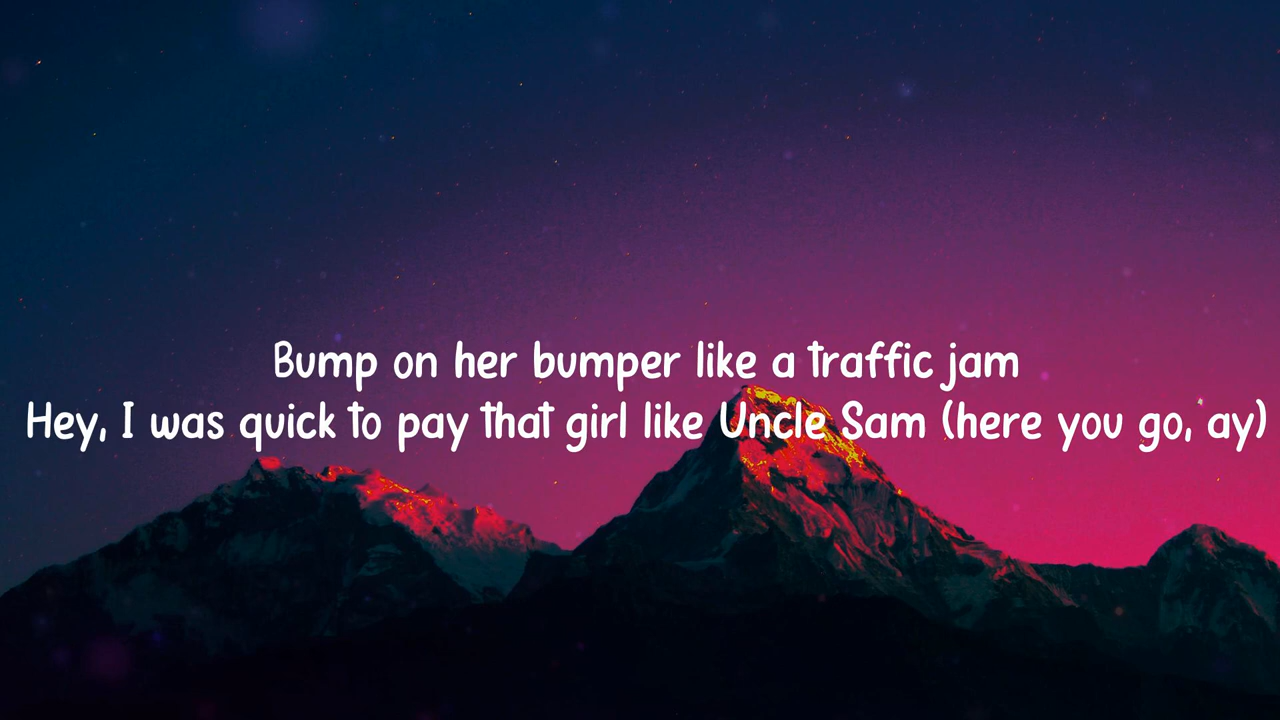 Bump on her bumper like a traffic jam
Hey, I was quick to pay that girl like Uncle Sam (here you go, ay)